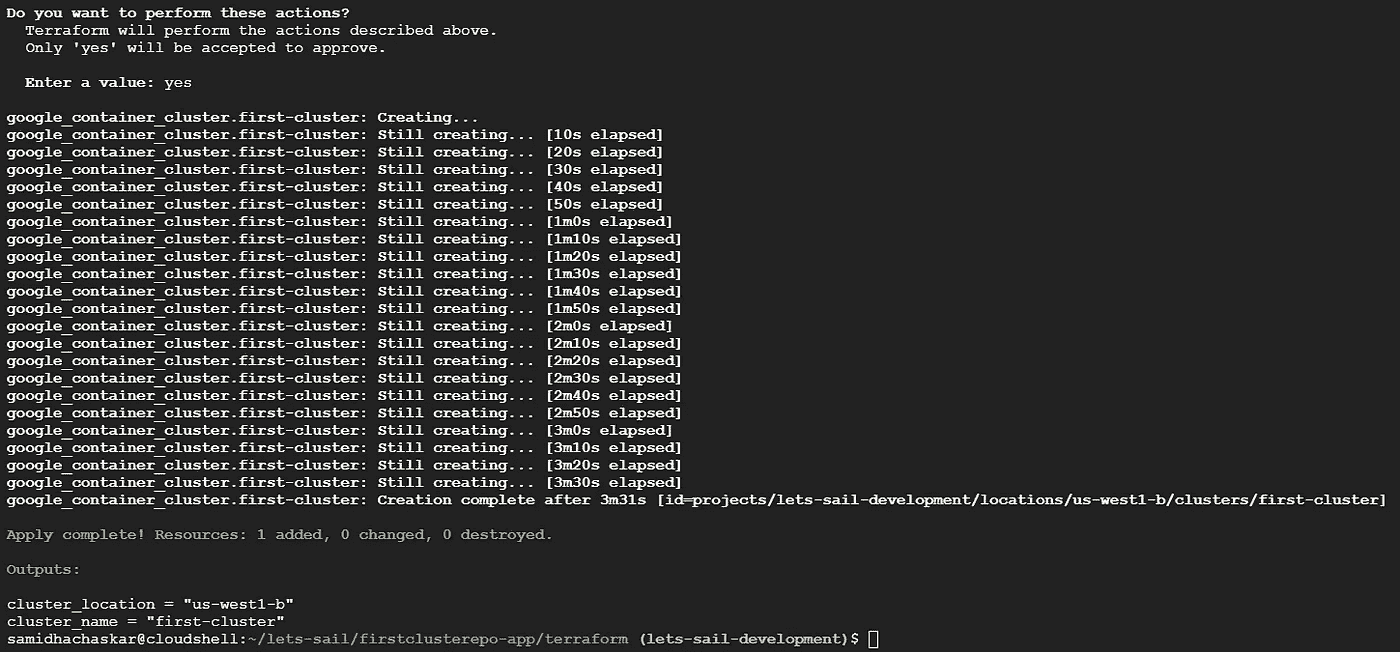 Do you want to perform these actions?
Terraform will perform the actions described above.
Only 'yes' will be accepted to approve.
Enter a value: yes
google_container_cluster.first-cluster: Creating...
google_container_cluster.first-cluster: Still creating... [10s elapsed]
google_container_cluster.first-cluster: Still creating... [20s elapsed]
google_container_cluster.first-cluster: Still creating... [30s elapsed]
google_container_cluster.first-cluster: Still creating... [40s elapsed]
google_container_cluster.first-cluster: Still creating... [50s elapsed]
google_container_cluster.first-cluster: Still creating... [1m0s elapsed]
google_container_cluster.first-cluster: Still creating... [1m10s elapsed]
google_container_cluster.first-cluster: Still creating... [1m20s elapsed]
google_container_cluster.first-cluster: Still creating... [1m30s elapsed]
google_container_cluster.first-cluster: Still creating... [1m40s elapsed]
google_container_cluster.first-cluster: Still creating... [1m50s elapsed]
google_container_cluster.first-cluster: Still creating... [2m0s elapsed]
google_container_cluster.first-cluster: Still creating... [2m10s elapsed]
google_container_cluster.first-cluster: Still creating... [2m20s elapsed]
google_container_cluster.first-cluster: Still creating... [2m30s elapsed]
google_container_cluster.first-cluster: Still creating... [2m40s elapsed]
google_container_cluster.first-cluster: Still creating... [2m50s elapsed]
google_container_cluster.first-cluster: Still creating... [3m0s elapsed]
google_container_cluster.first-cluster: Still creating... [3m10s elapsed]
google_container_cluster.first-cluster: Still creating... [3m20s elapsed]
google_container_cluster.first-cluster: Still creating... [3m30s elapsed]
google_container_cluster.first-cluster: Creation complete after 3m31s [id=projects/lets-sail-development/locations/us-west1-b/clusters/first-cluster]
Apply complete! Resources: 1 added, 0 changed, 0 destroyed.
Outputs:
cluster_location = "us-west1-b"
cluster_name = "first-cluster"
samidhachaskar@cloudshell:~/lets-sail/firstclusterepo-app/terraform (lets-sail-development)$